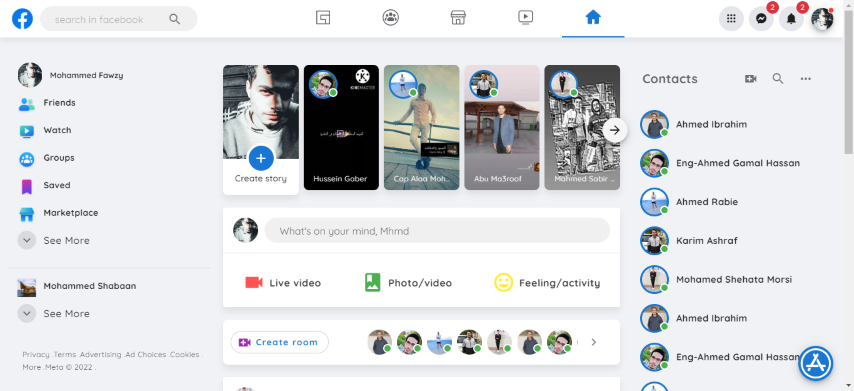 search in facebook
2
2
Mohammed Fawzy
Friends
Watch
Groups
Saved
Marketplace
See More
Mohammed Shabaan
See More
Privacy .Terms .Advertising .Ad Choices .Cookies .
More .Meta © 2022 .
Create story
KINEMASTER
Hussein Gaber
Cap Alaa Moh...
Abu Ma3roof
Mahmed Sabir ...
What's on your mind, Mhmd
Live video
Photo/video
Feeling/activity
Create room
Contacts
Ahmed Ibrahim
Eng-Ahmed Gamal Hassan
Ahmed Rabie
Karim Ashraf
Mohamed Shehata Morsi
Ahmed Ibrahim
Eng-Ahmed Gamal Hassan